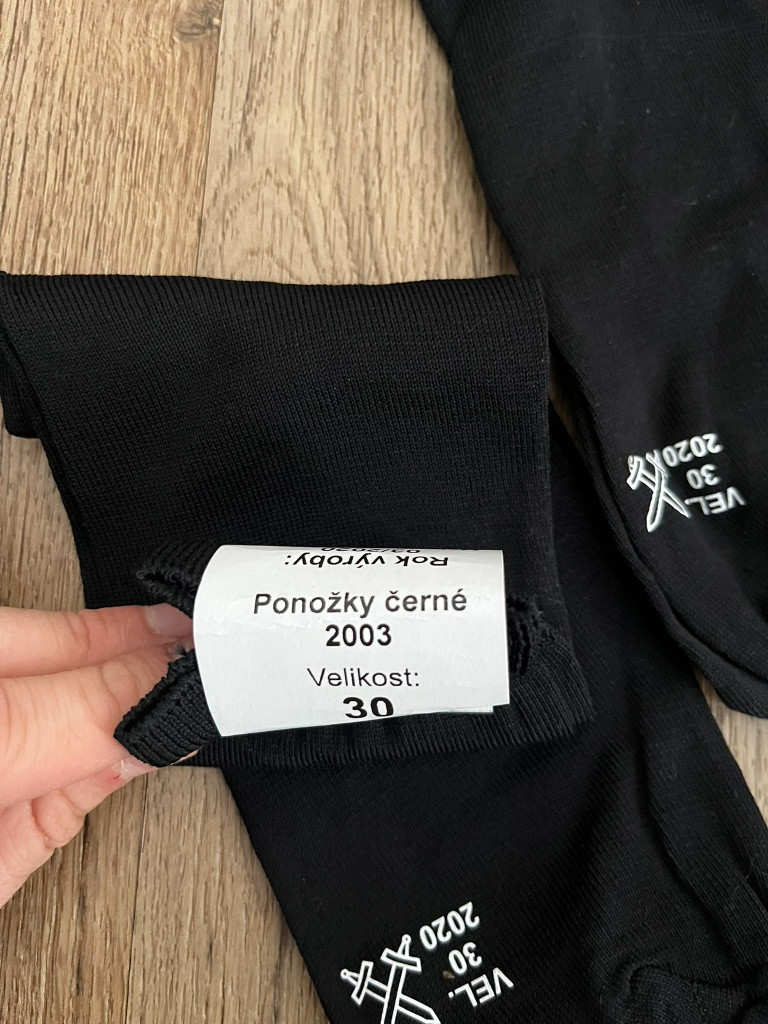 Rok výroby:
Ponožky černé
2003
Velikost:
30
VEL.
30
2020
VEL.
30
2020